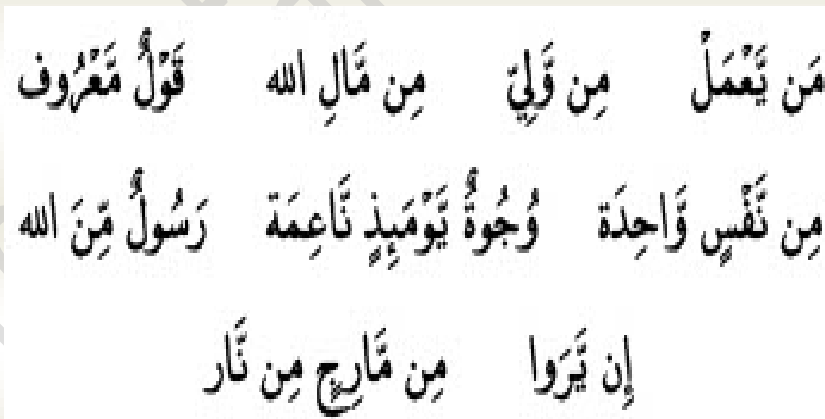 مَن يَّعْمَلْ مِن وَّلِيٍّ مِن مَّالِ الله قَوْلٌ مَّعْرُوف
مِن نَّفْسٍ وَّاحِدَة وُجُوهٌ يَّوْمَئِذٍ نَّاعِمَة رَسُولٌ مِّنَ الله
إِن يَّرَوا مِن مَّارِجٍ مِن نَّار